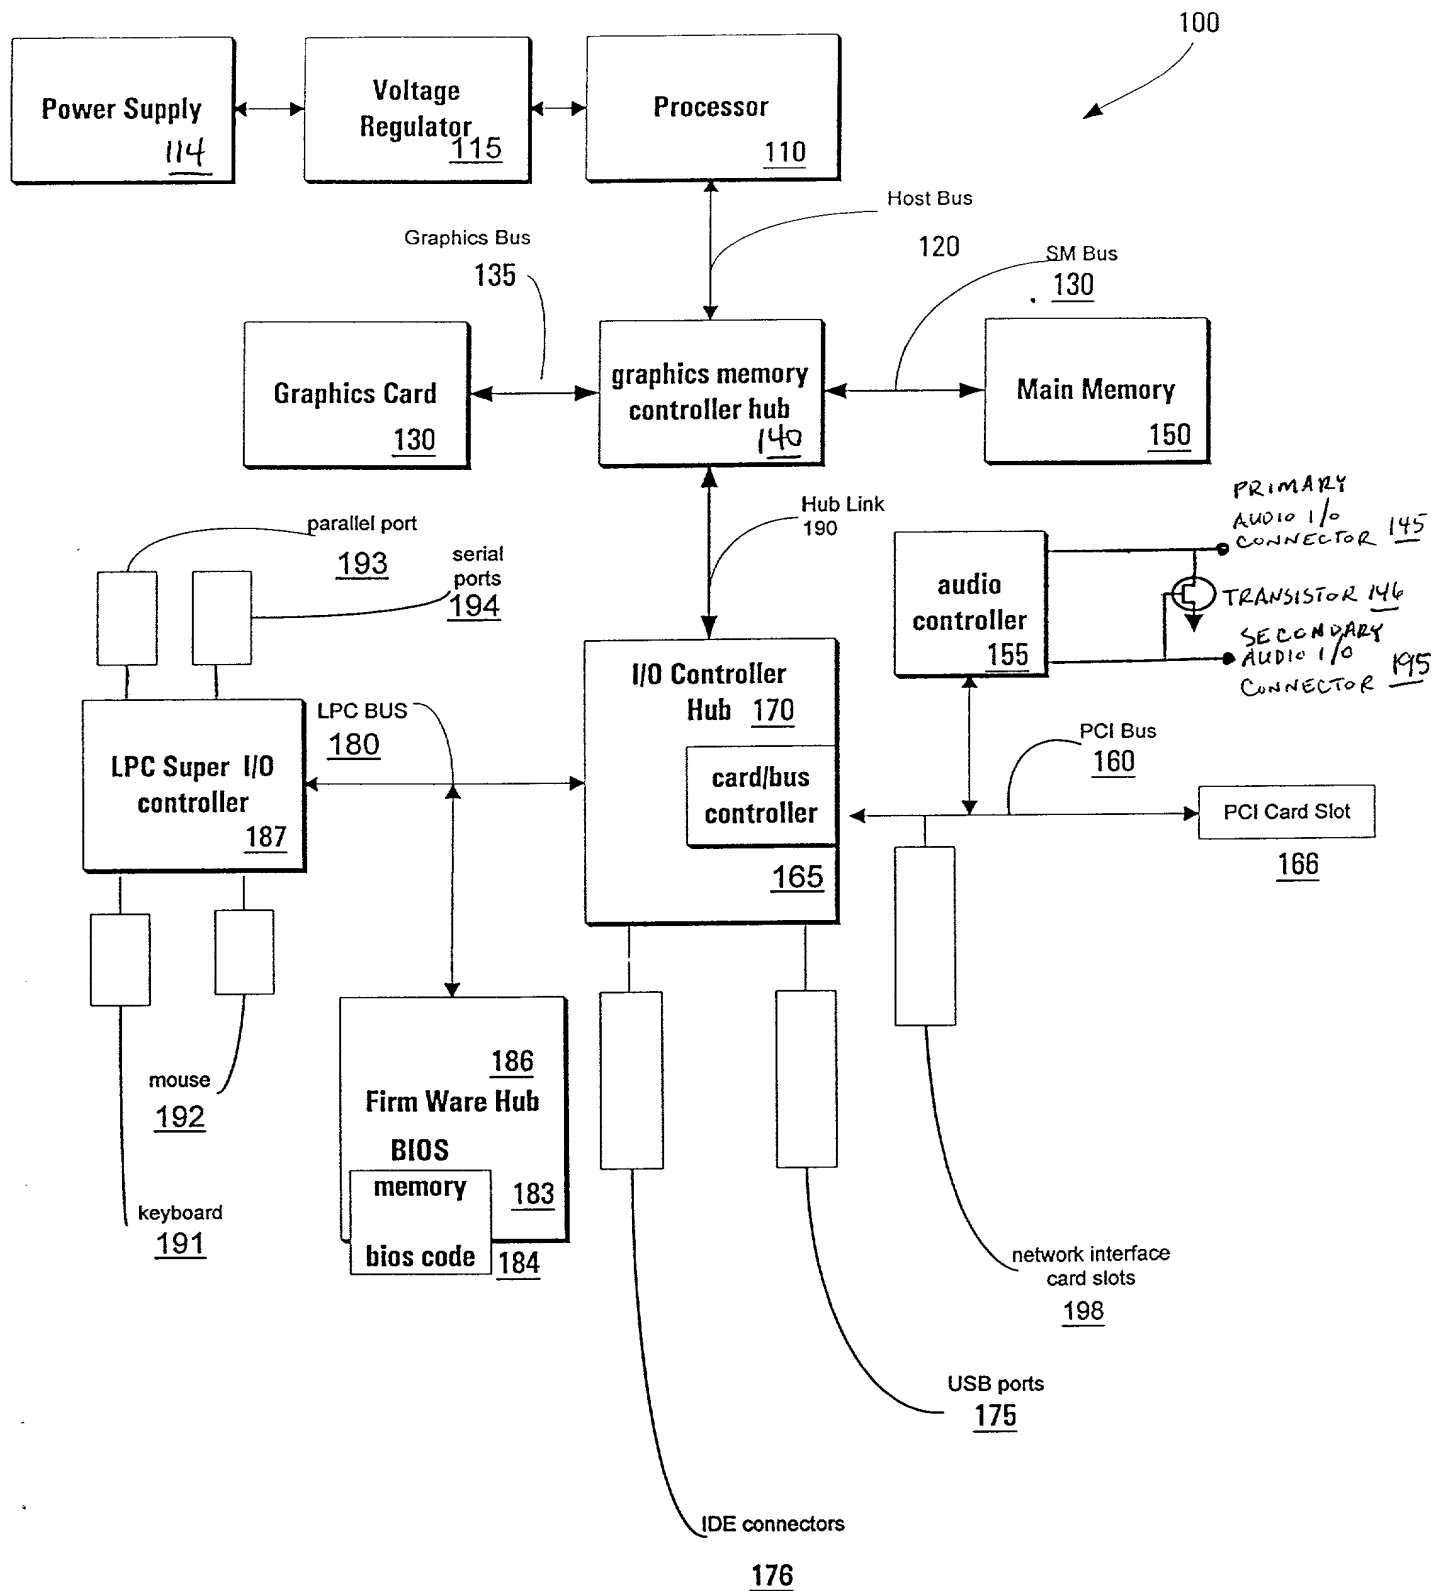 100
Power Supply
114
Voltage
Regulator
115
Processor
110
Host Bus
120
Graphics Bus
135
SM Bus
130
Graphics Card
130
graphics memory
controller hub
140
Main Memory
150
Hub Link
190
PRIMARY
AUDIO I/O
CONNECTOR 145
TRANSISTOR 146
SECONDARY
AUDIO I/O
CONNECTOR 195
audio
controller
155
parallel port
193
serial
ports
194
I/O Controller
Hub 170
card/bus
controller
165
LPC BUS
180
LPC Super I/O
controller
187
PCI Bus
160
PCI Card Slot
166
186
Firm Ware Hub
BIOS
memory
183
bios code
184
mouse
192
keyboard
191
network interface
card slots
198
USB ports
175
IDE connectors
176